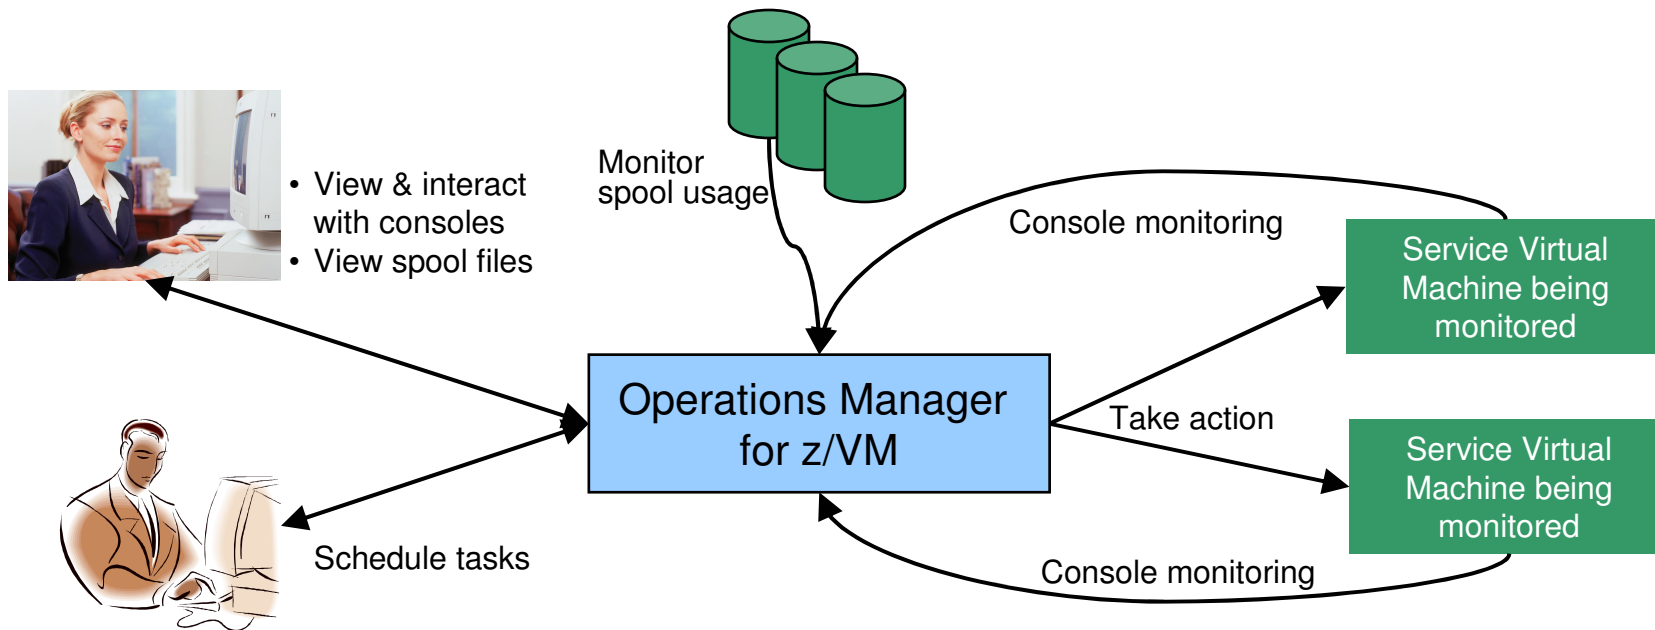 • View & interact
with consoles
• View spool files
Monitor
spool usage
Console monitoring
Service Virtual
Machine being
monitored
Operations Manager
for z/VM
Take action
Service Virtual
Machine being
monitored
Schedule tasks
Console monitoring